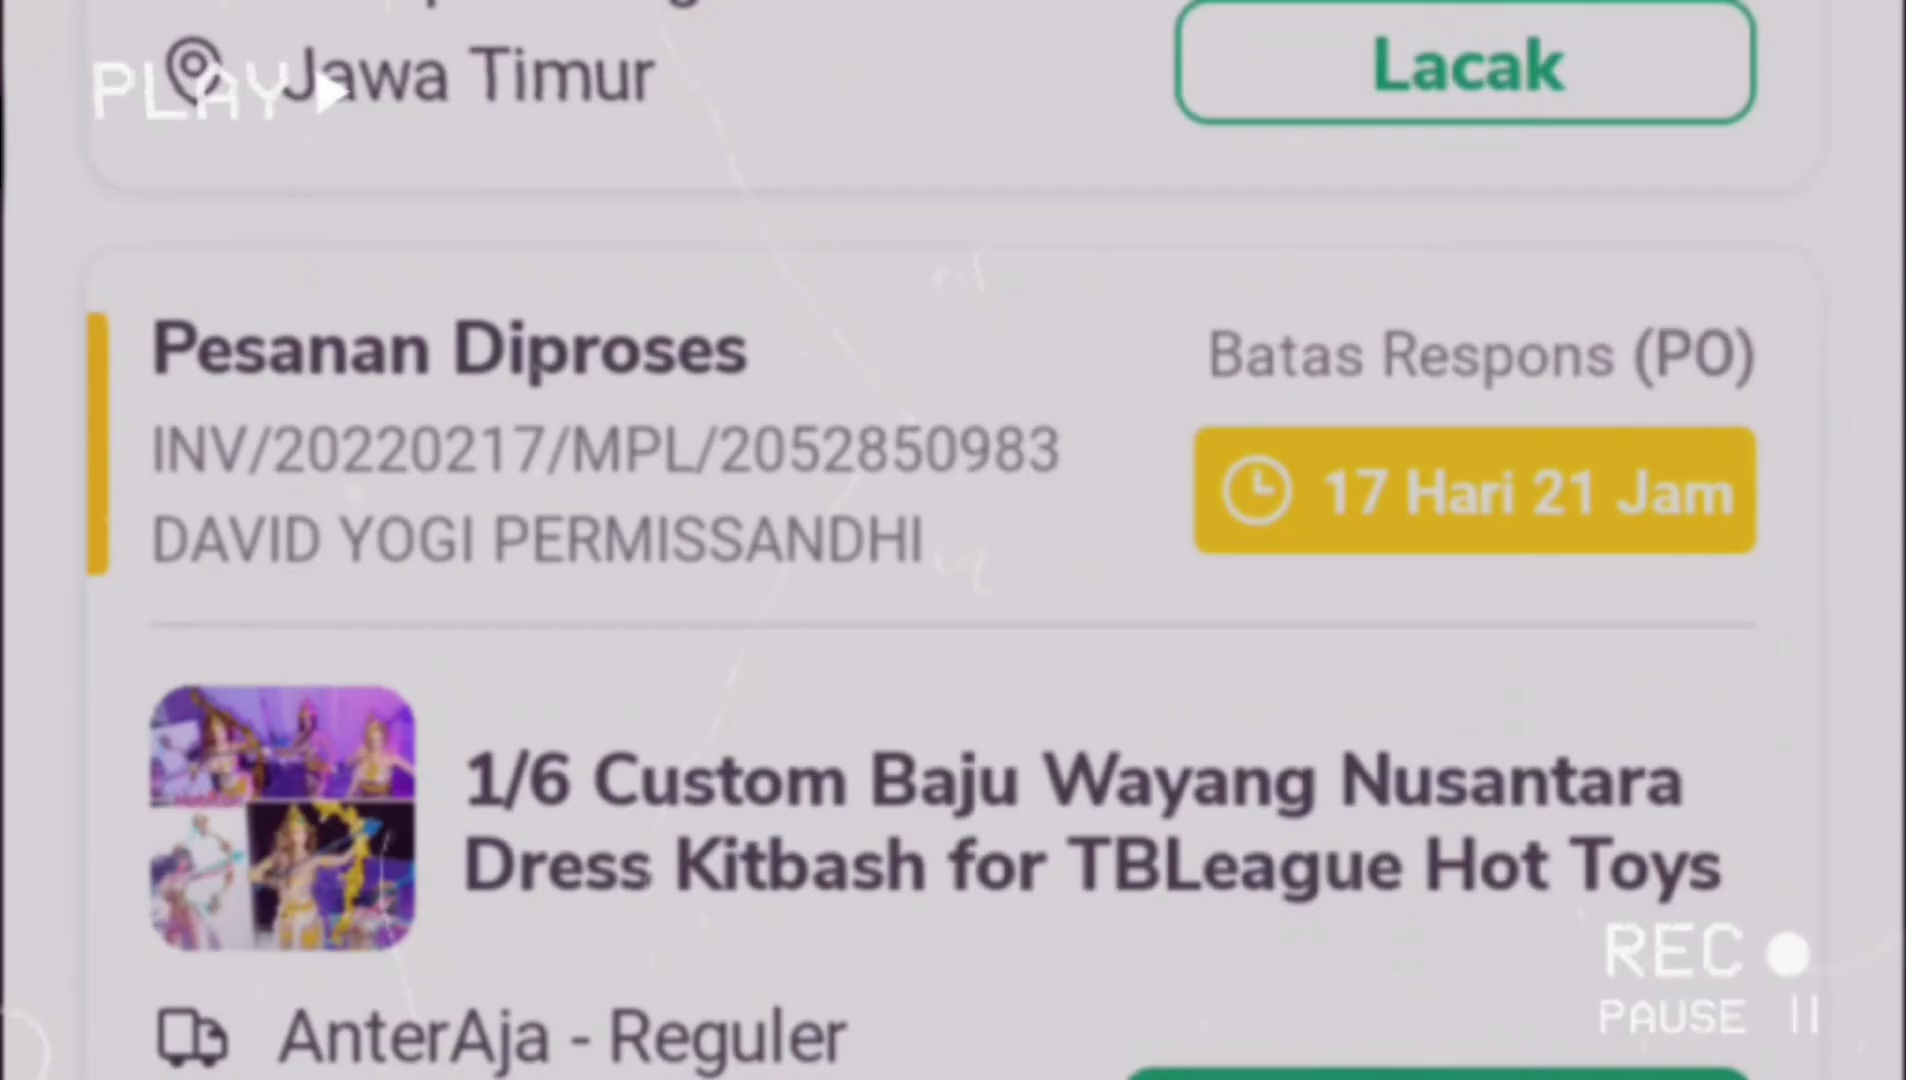 Jawa Timur
Lacak
PLAY
Pesanan Diproses
Batas Respons (PO)
INV/20220217/MPL/2052850983
17 Hari 21 Jam
DAVID YOGI PERMISSANDHI
1/6 Custom Baju Wayang Nusantara
Dress Kitbash for TBLeague Hot Toys
REC
PAUSE
AnterAja - Reguler